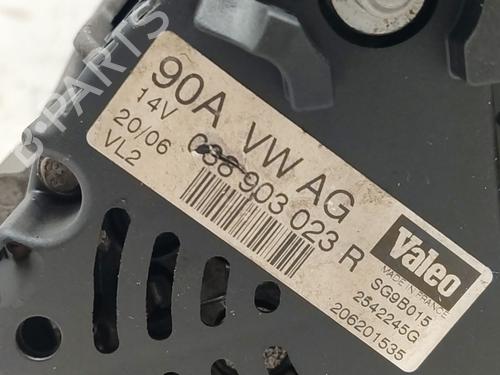 90A VW AG
14V 038 903 023 R
20/06
VL2
Valeo
MADE IN FRANCE
SG9B015
2542245G
206201535
B-PARTS